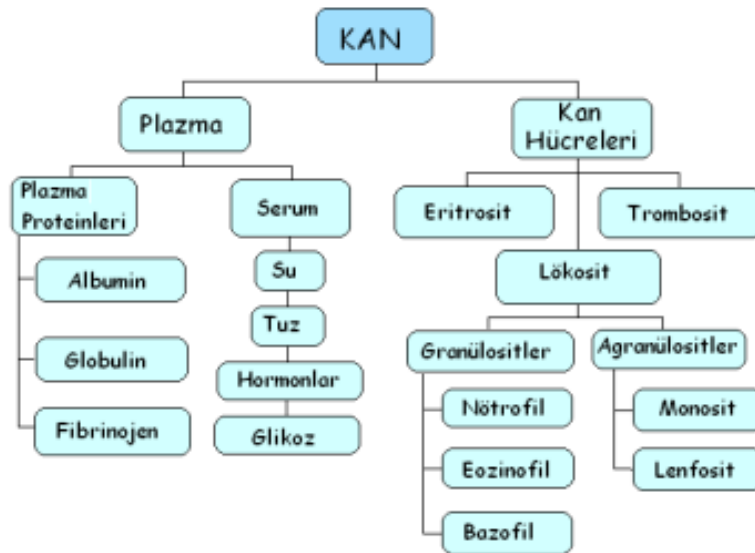 KAN
Plazma
Kan
Hücreleri
Plazma
Proteinleri
Serum
Eritrosit
Trombosit
Albumin
Su
Lökosit
Tuz
Globulin
Granülositler
Agranülositler
Hormonlar
Nötrofil
Monosit
Fibrinojen
Glikoz
Eozinofil
Lenfosit
Bazofil